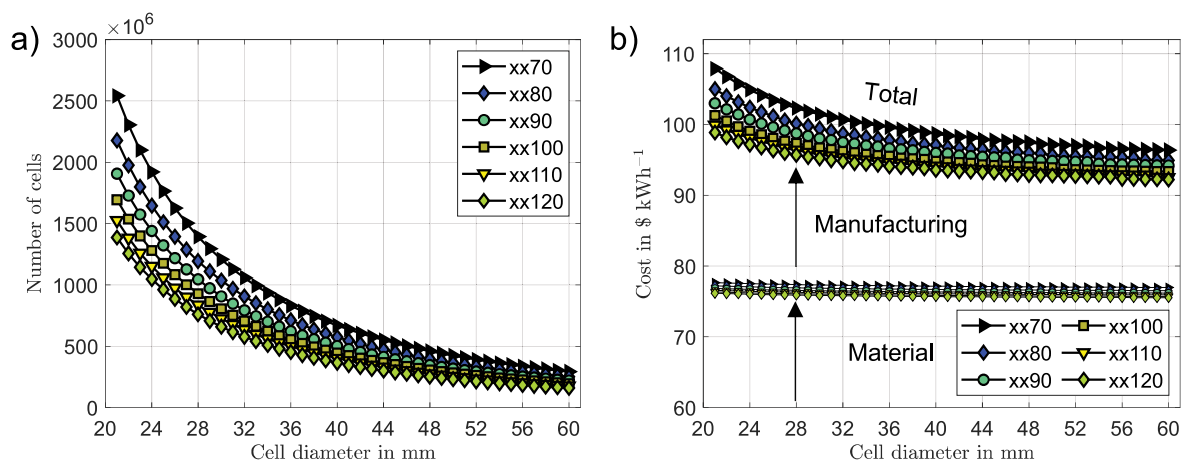 a)
× 10⁶
3000
2500
2000
1500
1000
500
0
Number of cells
20 24 28 32 36 40 44 48 52 56 60
Cell diameter in mm
xx70
xx80
xx90
xx100
xx110
xx120
b)
110
100
90
80
70
60
Cost in $ kWh⁻¹
20 24 28 32 36 40 44 48 52 56 60
Cell diameter in mm
Total
Manufacturing
Material
xx70 xx100
xx80 xx110
xx90 xx120